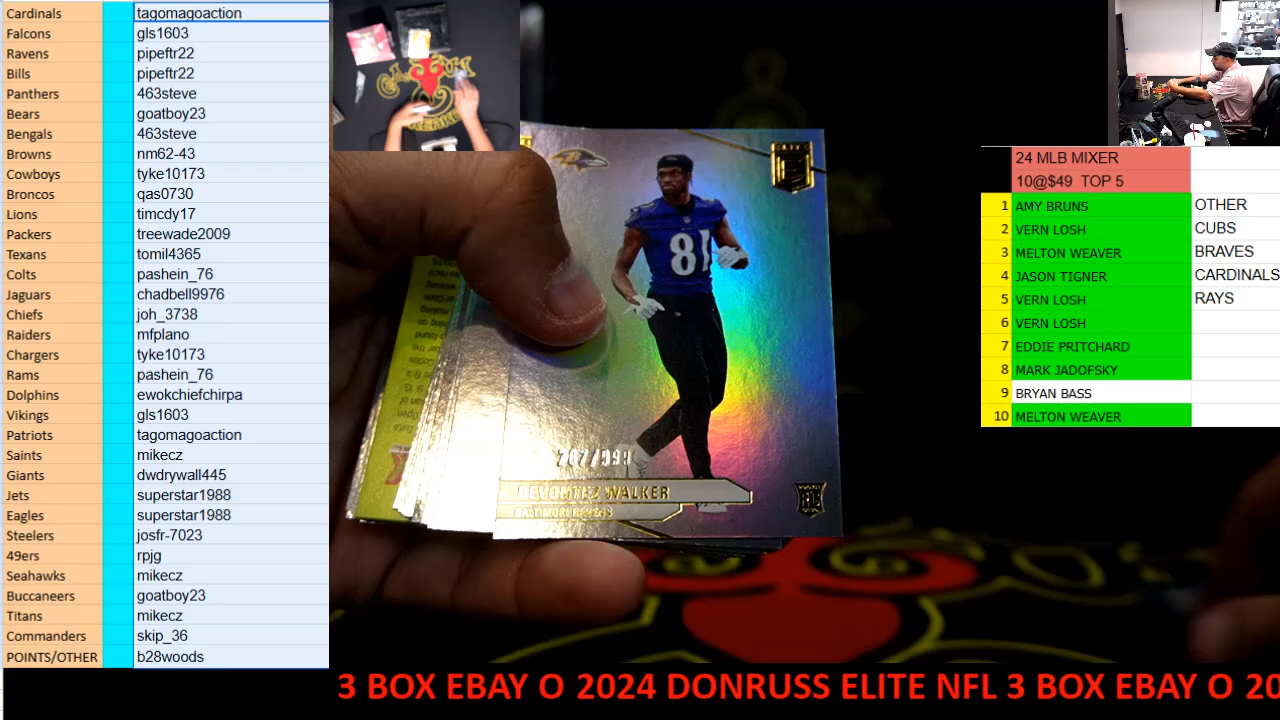 Cardinals tagomagoaction
Falcons gls1603
Ravens pipeftr22
Bills pipeftr22
Panthers 463steve
Bears goatboy23
Bengals 463steve
Browns nm62-43
Cowboys tyke10173
Broncos qas0730
Lions timcdy17
Packers treewade2009
Texans tomil4365
Colts pashein_76
Jaguars chadbell9976
Chiefs joh_3738
Raiders mfplano
Chargers tyke10173
Rams pashein_76
Dolphins ewokchiefchirpa
Vikings gls1603
Patriots tagomagoaction
Saints mikecz
Giants dwdrywall445
Jets superstar1988
Eagles superstar1988
Steelers josfr-7023
49ers rpjg
Seahawks mikecz
Buccaneers goatboy23
Titans mikecz
Commanders skip_36
POINTS/OTHER b28woods
81
WALKER
24 MLB MIXER
10@$49 TOP 5
1 AMY BRUNS OTHER
2 VERN LOSH CUBS
3 MELTON WEAVER BRAVES
4 JASON TIGNER CARDINALS
5 VERN LOSH RAYS
6 VERN LOSH
7 EDDIE PRITCHARD
8 MARK JADOFSKY
9 BRYAN BASS
10 MELTON WEAVER
3 BOX EBAY O 2024 DONRUSS ELITE NFL 3 BOX EBAY O 20